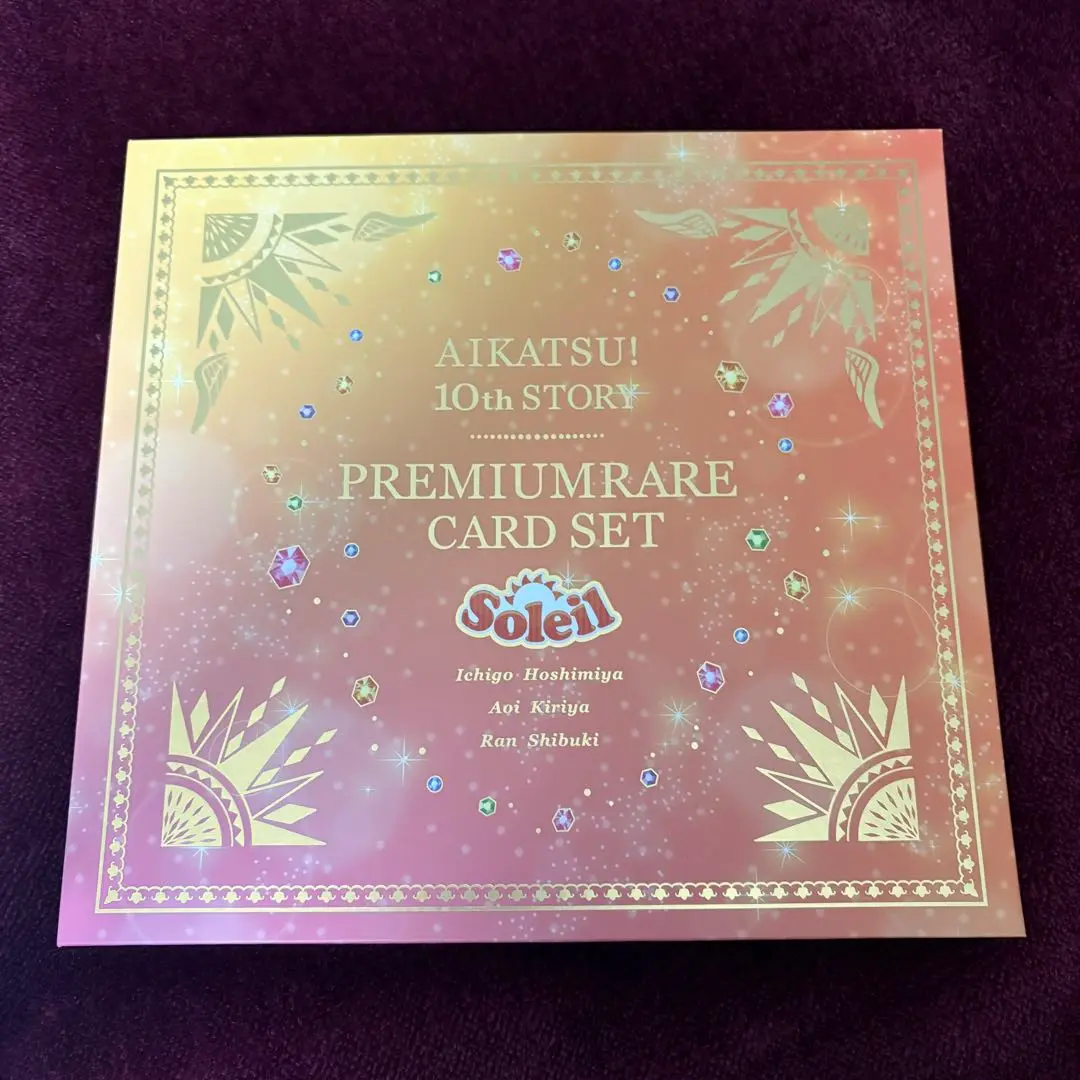 AIKATSU!
10th STORY
PREMIUMRARE
CARD SET
Soleil
Ichigo Hoshimiya
Aoi Kiriya
Ran Shibuki